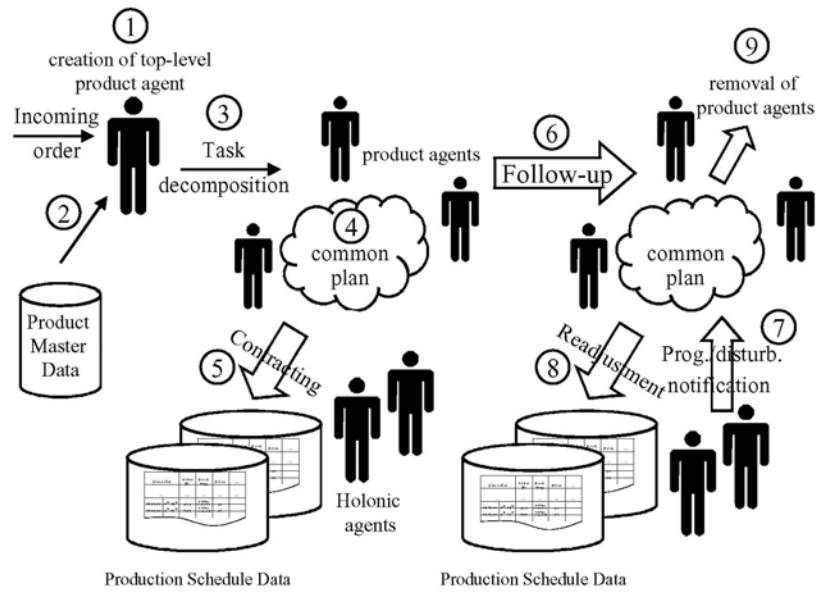 1
creation of top-level
product agent
Incoming
order
2
Product
Master
Data
3
Task
decomposition
product agents
4
common
plan
5
Contracting
Holonic
agents
Production Schedule Data
6
Follow-up
common
plan
7
Prog./disturb.
notification
8
Readjustment
Production Schedule Data
9
removal of
product agents